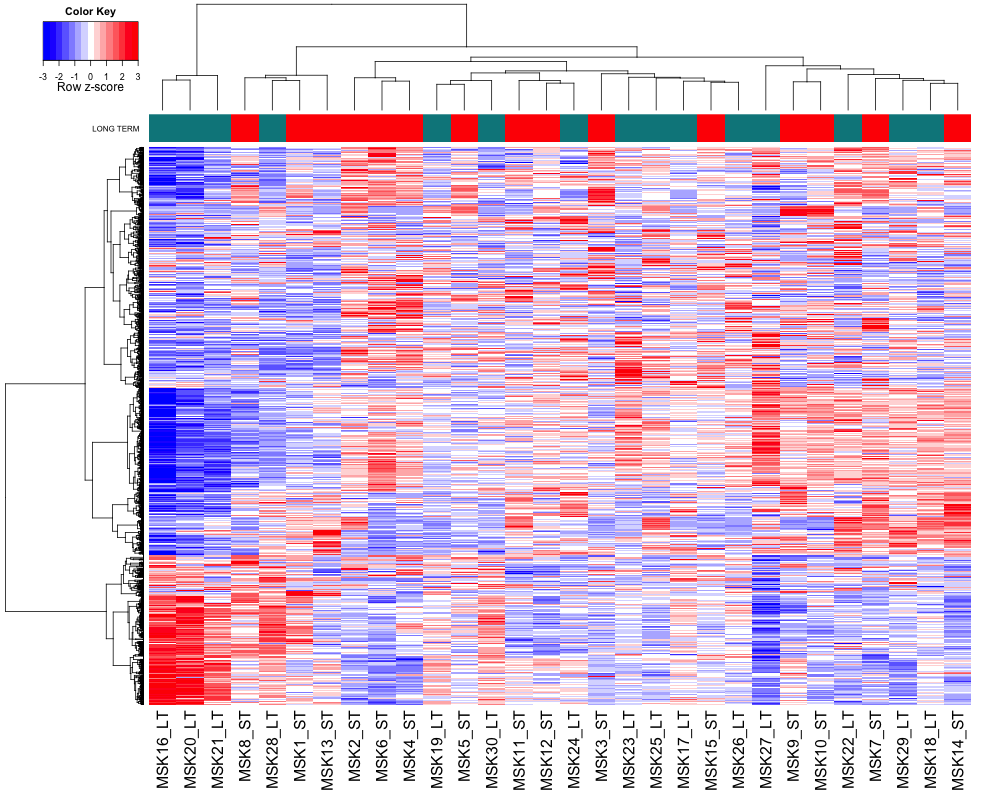 Color Key
-3 -2 -1 0 1 2 3
Row z-score
LONG TERM
MSK16_LT
MSK20_LT
MSK21_LT
MSK8_ST
MSK28_LT
MSK1_ST
MSK13_ST
MSK2_ST
MSK6_ST
MSK4_ST
MSK19_LT
MSK5_ST
MSK30_LT
MSK11_ST
MSK12_ST
MSK24_LT
MSK3_ST
MSK23_LT
MSK25_LT
MSK17_LT
MSK15_ST
MSK26_LT
MSK27_LT
MSK9_ST
MSK10_ST
MSK22_LT
MSK7_ST
MSK29_LT
MSK18_LT
MSK14_ST